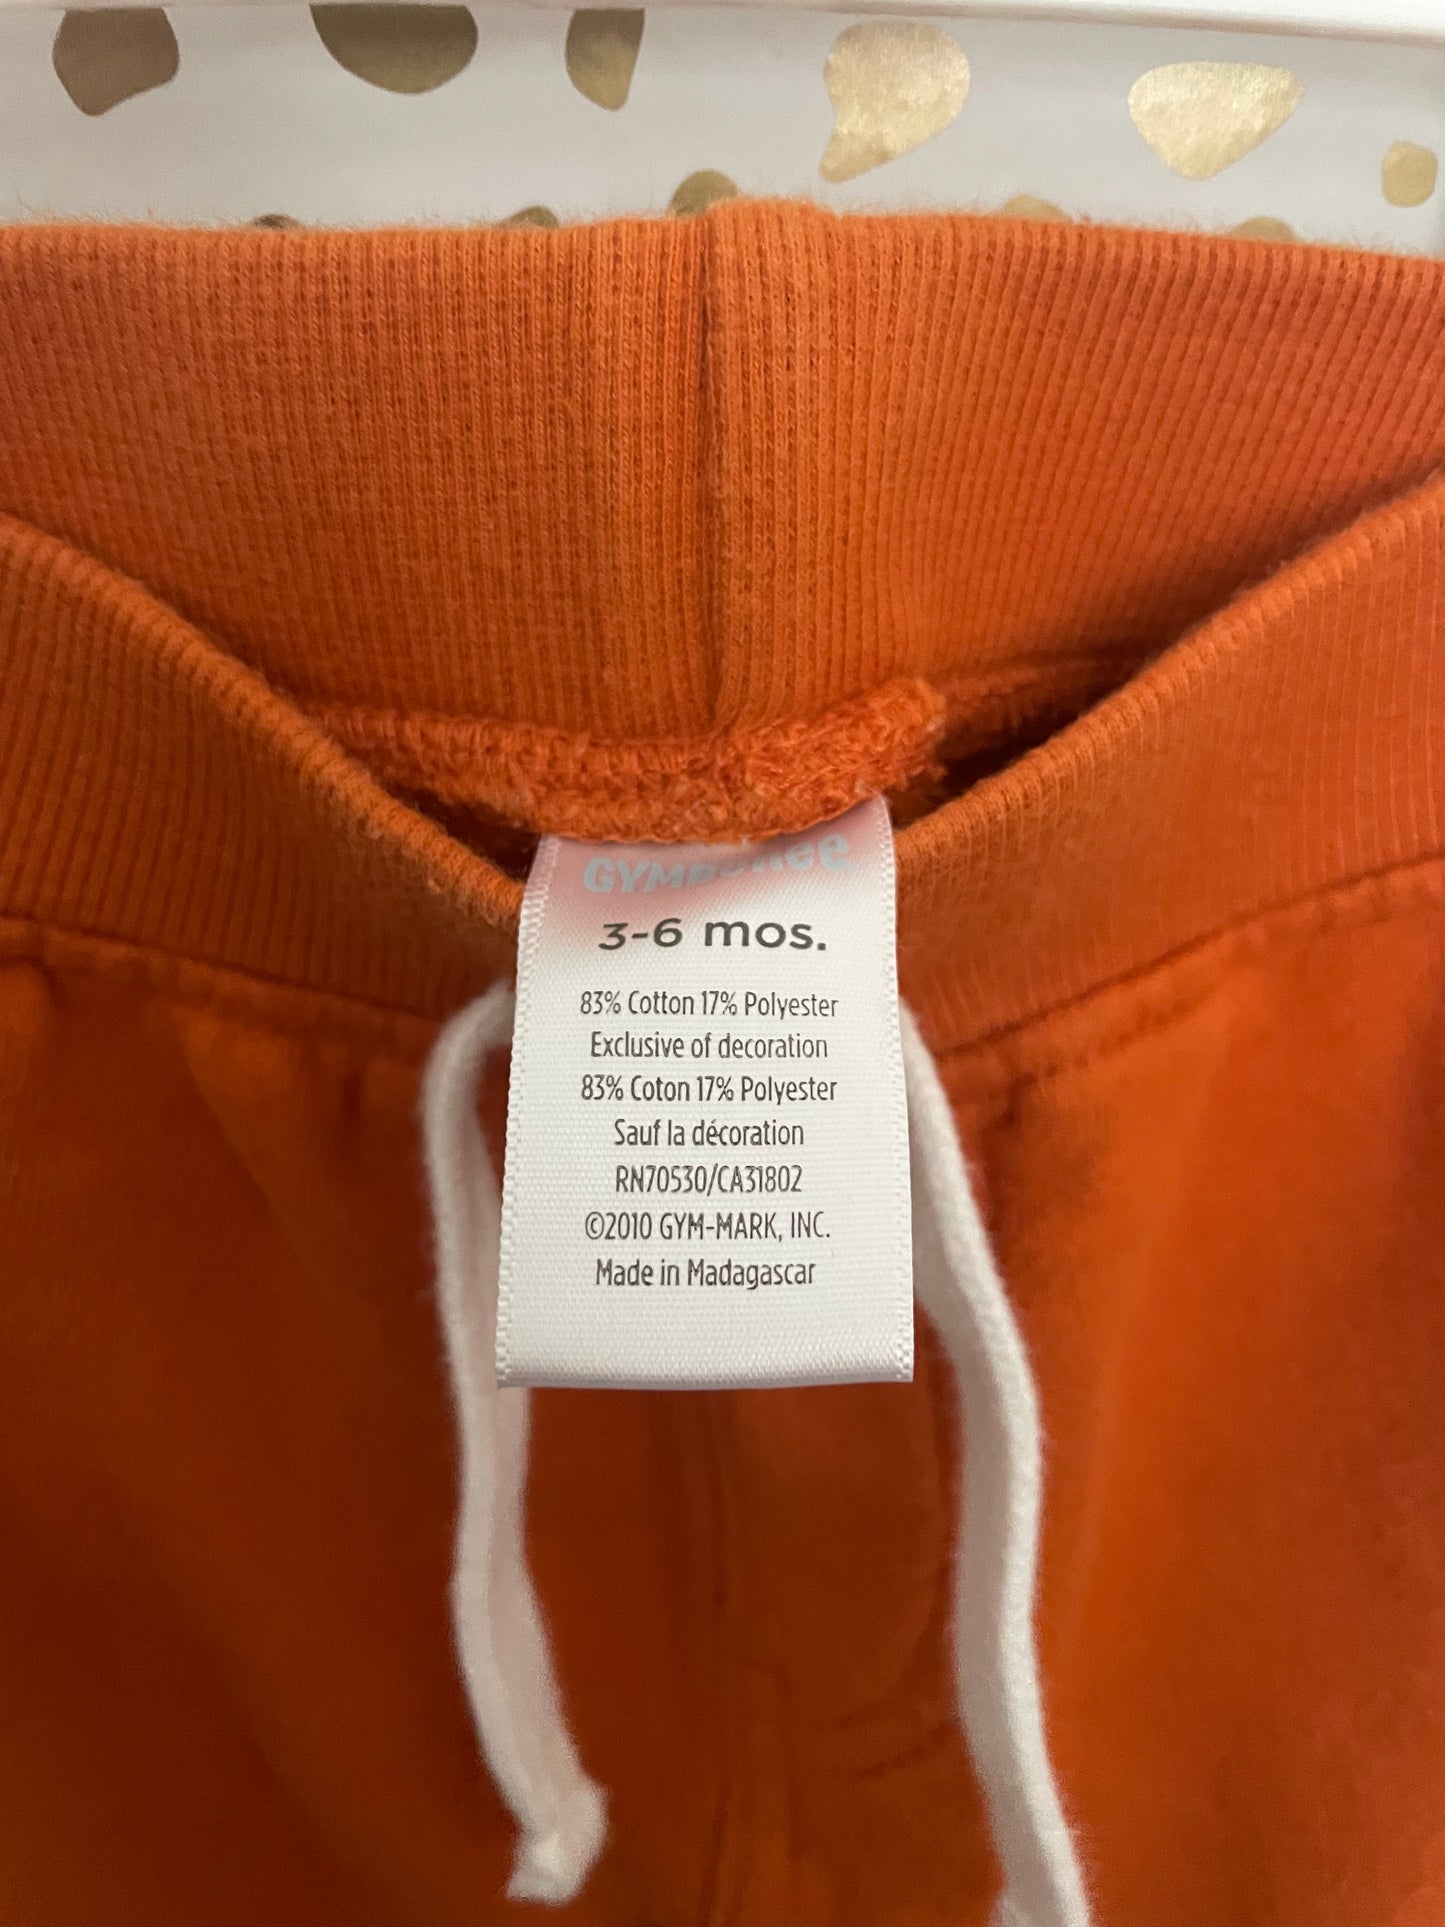 GYMBOREE
3-6 mos.
83% Cotton 17% Polyester
Exclusive of decoration
83% Coton 17% Polyester
Sauf la décoration
RN70530/CA31802
©2010 GYM-MARK, INC.
Made in Madagascar